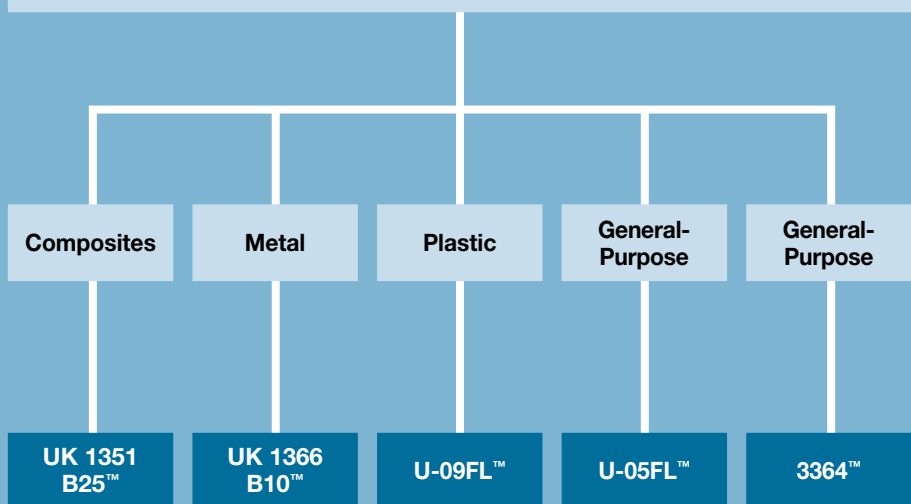 Composites
Metal
Plastic
General-
Purpose
General-
Purpose
UK 1351
B25™
UK 1366
B10™
U-09FL™
U-05FL™
3364™